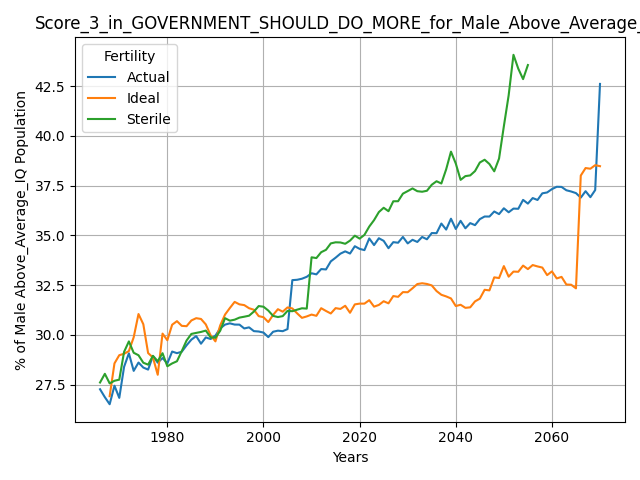 Score_3_in_GOVERNMENT_SHOULD_DO_MORE_for_Male_Above_Average_
% of Male Above_Average_IQ Population
42.5
40.0
37.5
35.0
32.5
30.0
27.5
Fertility
Actual
Ideal
Sterile
1980 2000 2020 2040 2060
Years